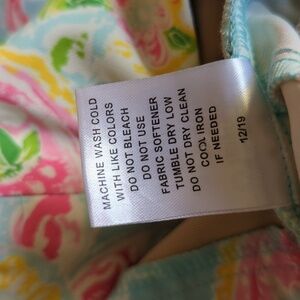 MACHINE WASH COLD
WITH LIKE COLORS
DO NOT BLEACH
DO NOT USE
FABRIC SOFTENER
TUMBLE DRY LOW
DO NOT DRY CLEAN
COOL IRON
IF NEEDED
12/19